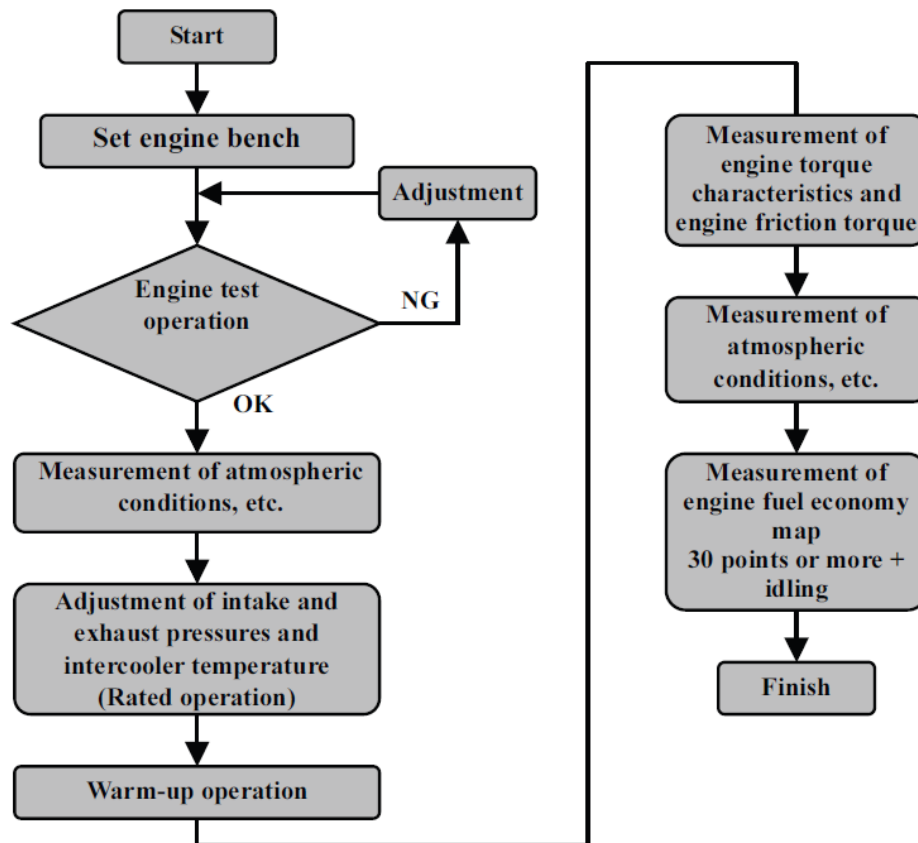 Start
Set engine bench
Adjustment
Engine test
operation
NG
OK
Measurement of atmospheric
conditions, etc.
Adjustment of intake and
exhaust pressures and
intercooler temperature
(Rated operation)
Warm-up operation
Measurement of
engine torque
characteristics and
engine friction torque
Measurement of
atmospheric
conditions, etc.
Measurement of
engine fuel economy
map
30 points or more +
idling
Finish